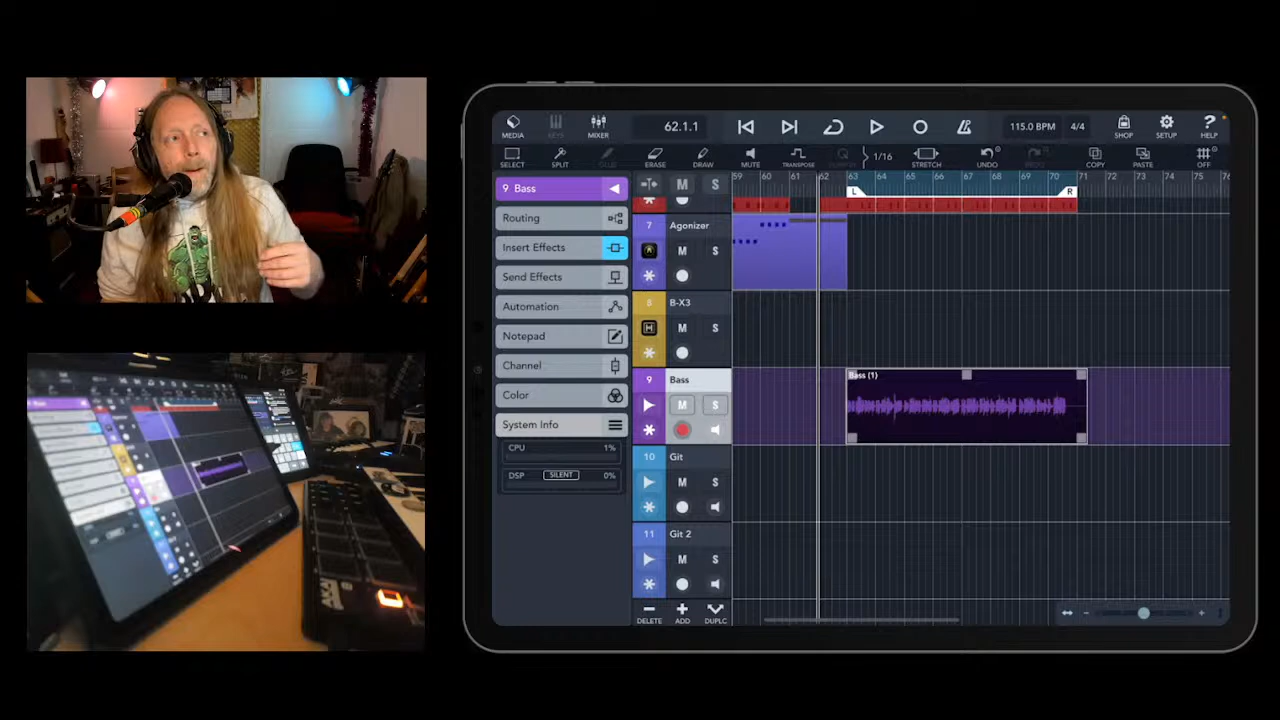 MEDIA KEYS MIXER 62.1.1 115.0 BPM 4/4 SHOP SETUP HELP
SELECT SPLIT GLUE ERASE DRAW MUTE TRANSPOSE 1/16 STRETCH UNDO COPY PASTE OFF
59 60 61 62 63 64 65 66 67 68 69 70 71 72 73 74 75 76
L R
M S
9 Bass
Routing
Insert Effects
Send Effects
Automation
Notepad
Channel
Color
System Info
CPU 1%
DSP SILENT 0%
7 Agonizer
M S
8 B-X3
M S
9 Bass
M S
Bass (1)
10 Git
M S
11 Git 2
M S
DELETE ADD DUPLC
AKAI